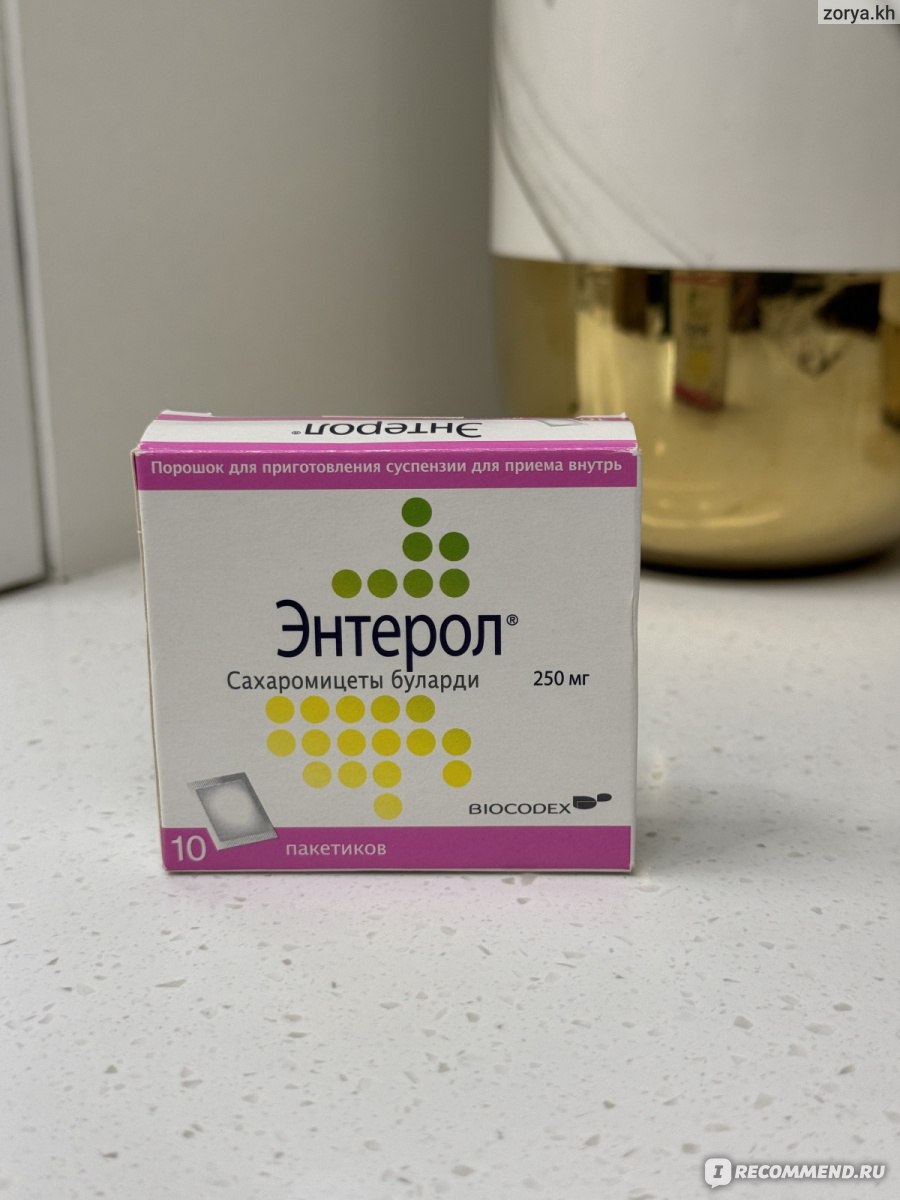 zorya.kh
Энтерол®
Порошок для приготовления суспензии для приема внутрь
Энтерол®
Сахаромицеты буларди 250 мг
BIOCODEX
10 пакетиков
I RECOMMEND.RU